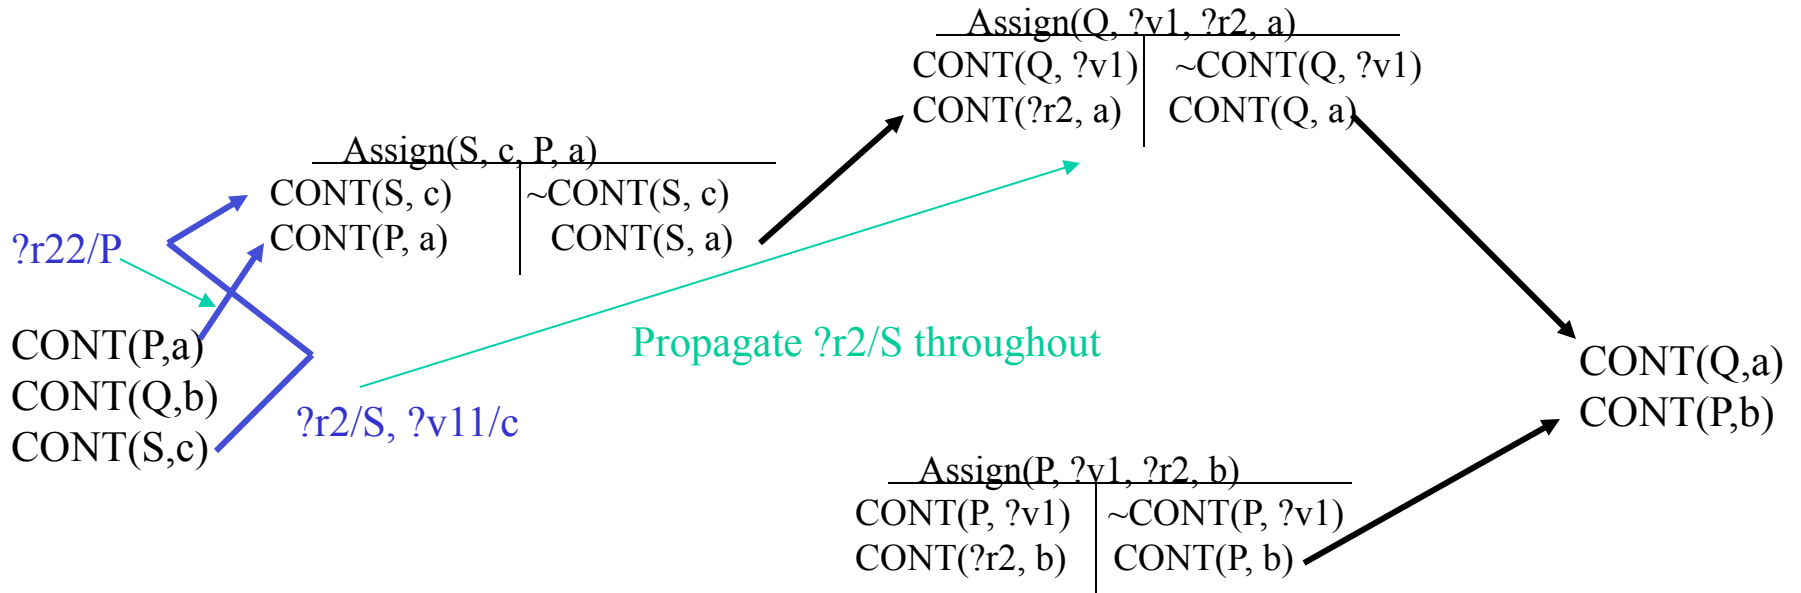 Assign(Q, ?v1, ?r2, a)
CONT(Q, ?v1) ~CONT(Q, ?v1)
CONT(?r2, a) CONT(Q, a)
Assign(S, c, P, a)
CONT(S, c) ~CONT(S, c)
CONT(P, a) CONT(S, a)
?r22/P
CONT(P,a)
CONT(Q,b)
CONT(S,c)
?r2/S, ?v11/c
Propagate ?r2/S throughout
CONT(Q,a)
CONT(P,b)
Assign(P, ?v1, ?r2, b)
CONT(P, ?v1) ~CONT(P, ?v1)
CONT(?r2, b) CONT(P, b)